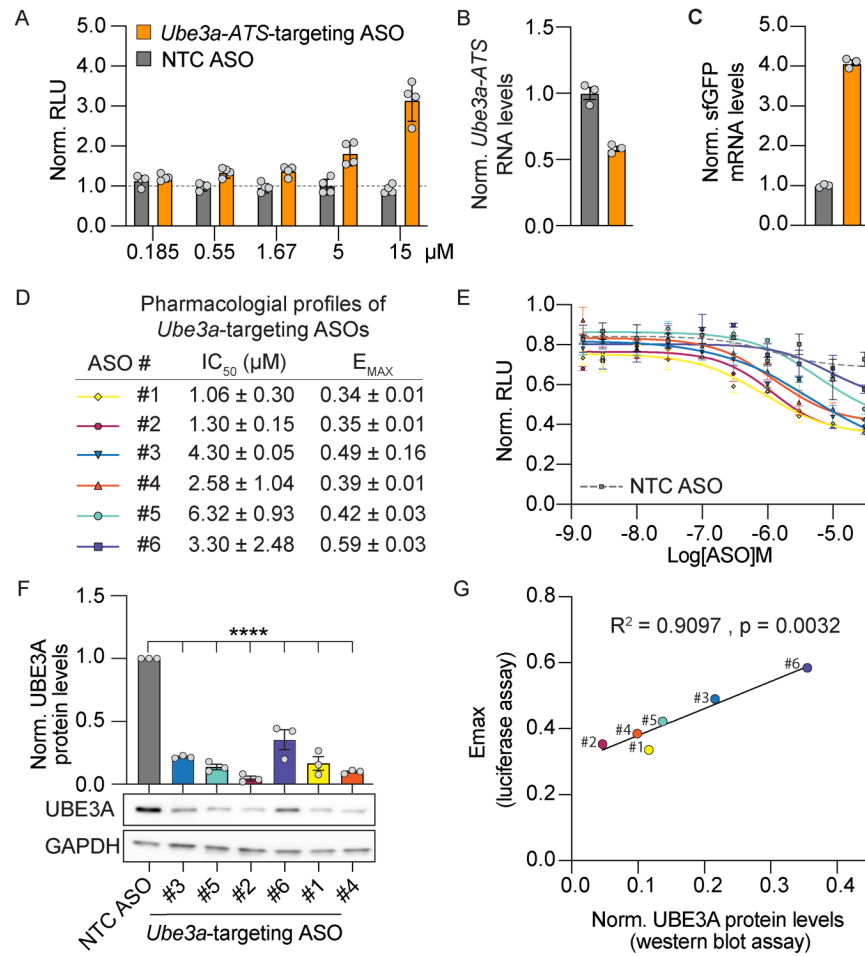 A
Ube3a-ATS-targeting ASO
NTC ASO
Norm. RLU
5.0
4.0
3.0
2.0
1.0
0.0
0.185 0.55 1.67 5 15 µM
B
Norm. Ube3a-ATS
RNA levels
1.5
1.0
0.5
0.0
C
Norm. sfGFP
mRNA levels
5.0
4.0
3.0
2.0
1.0
0.0
D
Pharmacologial profiles of
Ube3a-targeting ASOs
ASO # IC50 (µM) EMAX
#1 1.06 ± 0.30 0.34 ± 0.01
#2 1.30 ± 0.15 0.35 ± 0.01
#3 4.30 ± 0.05 0.49 ± 0.16
#4 2.58 ± 1.04 0.39 ± 0.01
#5 6.32 ± 0.93 0.42 ± 0.03
#6 3.30 ± 2.48 0.59 ± 0.03
E
Norm. RLU
1.0
0.8
0.6
0.4
0.2
0.0
NTC ASO
-9.0 -8.0 -7.0 -6.0 -5.0
Log[ASO]M
F
Norm. UBE3A
protein levels
1.5
1.0
0.5
0.0
****
UBE3A
GAPDH
NTC ASO #3 #5 #2 #6 #1 #4
Ube3a-targeting ASO
G
Emax
(luciferase assay)
0.8
0.6
0.4
0.2
0.0
R2 = 0.9097 , p = 0.0032
#6
#3
#5
#4
#2
#1
0.0 0.1 0.2 0.3 0.4
Norm. UBE3A protein levels
(western blot assay)